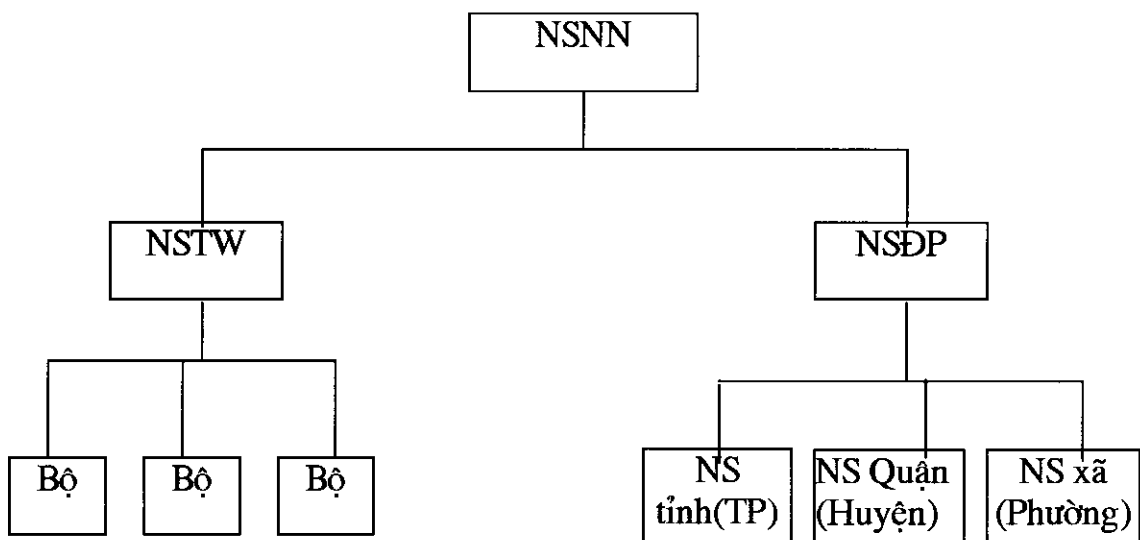 NSNN
NSTW
NSĐP
Bộ
Bộ
Bộ
NS
tỉnh(TP)
NS Quận
(Huyện)
NS xã
(Phường)